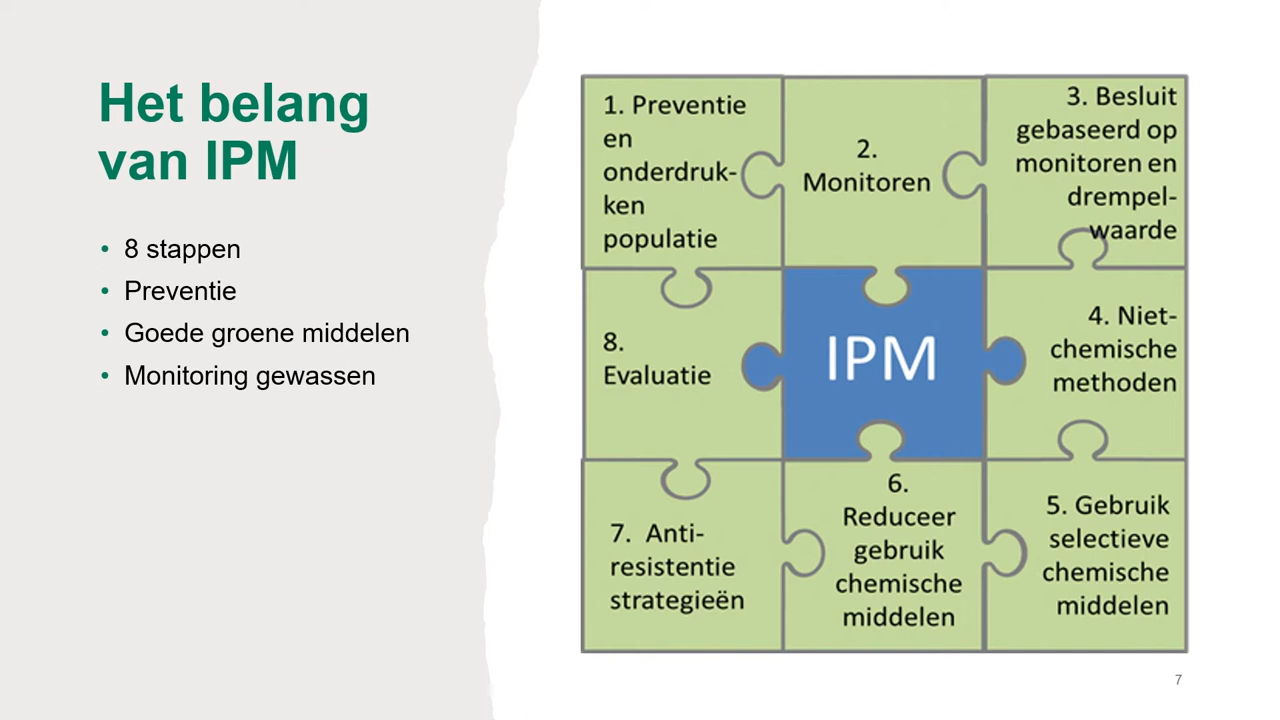 Het belang
van IPM
• 8 stappen
• Preventie
• Goede groene middelen
• Monitoring gewassen
1. Preventie
en
onderdruk-
ken
populatie
2.
Monitoren
3. Besluit
gebaseerd op
monitoren en
drempel-
waarde
8.
Evaluatie
IPM
4. Niet-
chemische
methoden
7. Anti-
resistentie
strategieën
6.
Reduceer
gebruik
chemische
middelen
5. Gebruik
selectieve
chemische
middelen
7